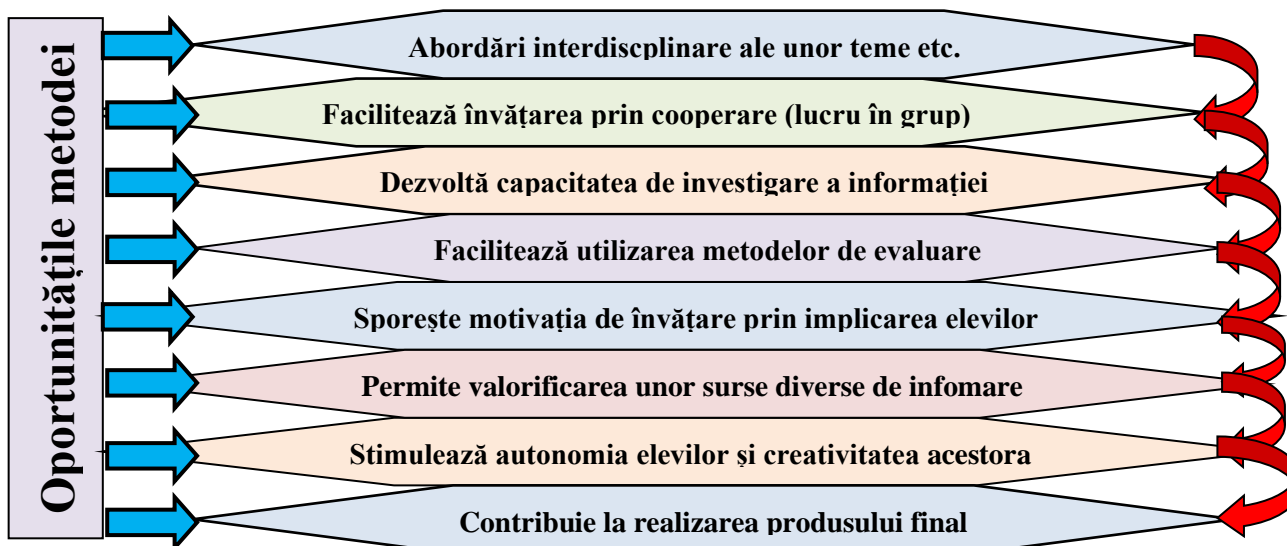 Oportunitățile metodei
Abordări interdiscplinare ale unor teme etc.
Facilitează învățarea prin cooperare (lucru în grup)
Dezvoltă capacitatea de investigare a informației
Facilitează utilizarea metodelor de evaluare
Sporește motivația de învățare prin implicarea elevilor
Permite valorificarea unor surse diverse de infomare
Stimulează autonomia elevilor și creativitatea acestora
Contribuie la realizarea produsului final